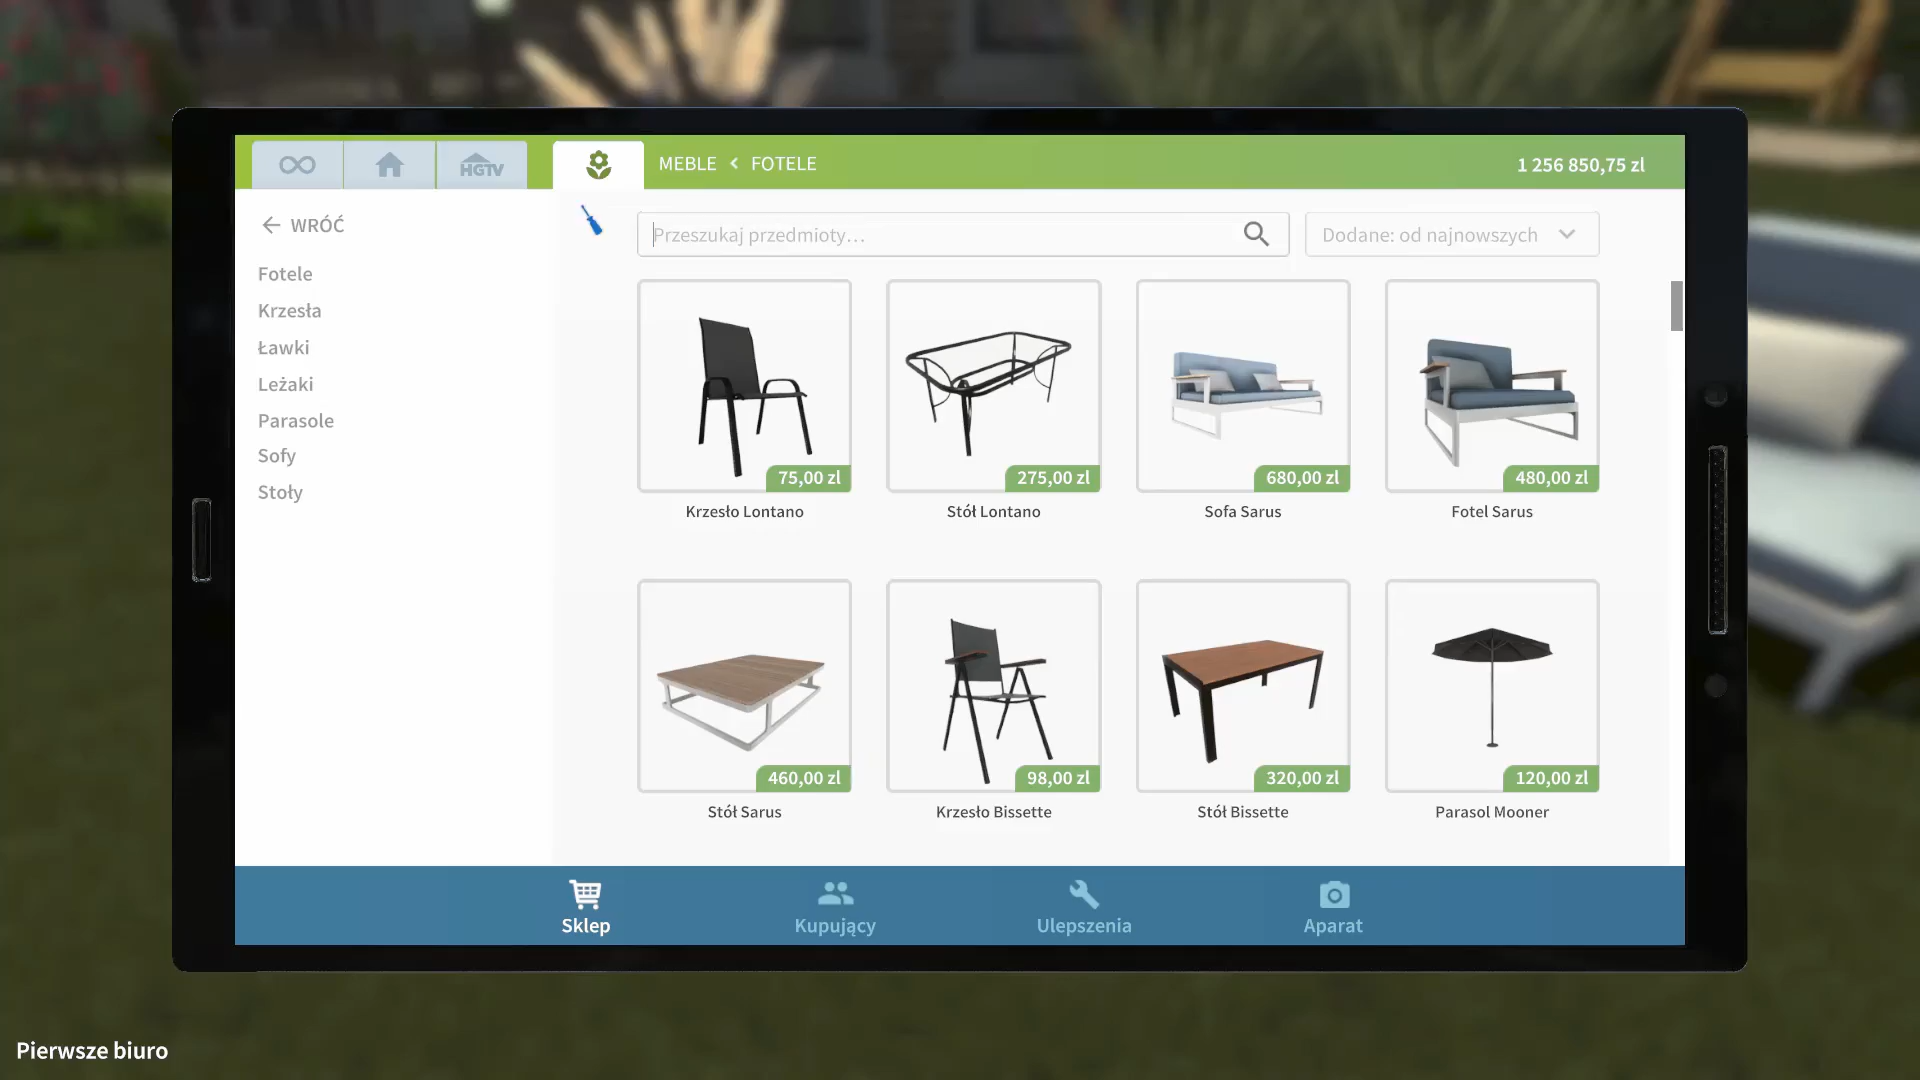 HGTV
MEBLE < FOTELE
1 256 850,75 zl
WRÓĆ
Fotele
Krzesła
Ławki
Leżaki
Parasole
Sofy
Stoły
Przeszukaj przedmioty...
Dodane: od najnowszych
75,00 zl
275,00 zl
680,00 zl
480,00 zl
Krzesło Lontano
Stół Lontano
Sofa Sarus
Fotel Sarus
460,00 zl
98,00 zl
320,00 zl
120,00 zl
Stół Sarus
Krzesło Bissette
Stół Bissette
Parasol Mooner
Sklep
Kupujący
Ulepszenia
Aparat
Pierwsze biuro